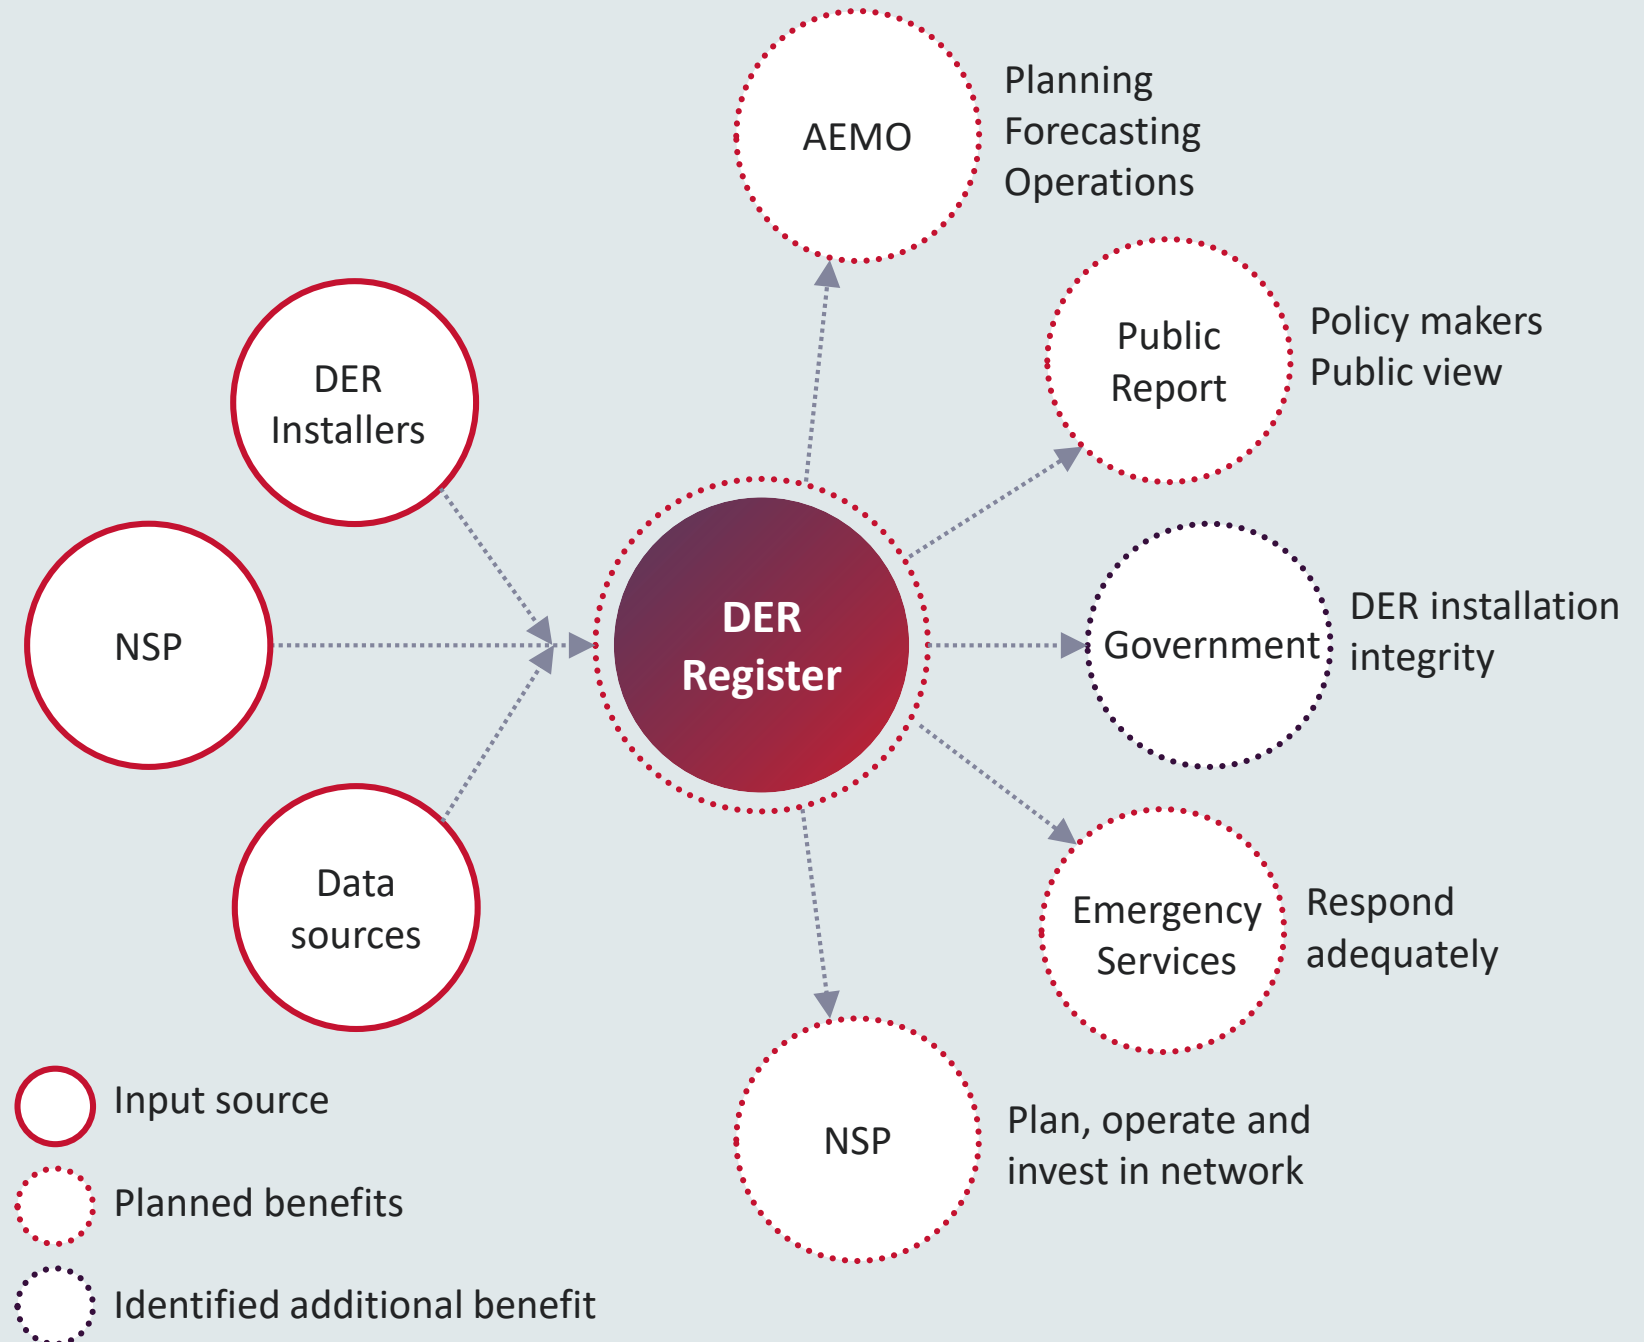 AEMO
Planning
Forecasting
Operations
Public
Report
Policy makers
Public view
DER
Installers
NSP
DER
Register
Government
DER installation
integrity
Data
sources
Emergency
Services
Respond
adequately
NSP
Plan, operate and
invest in network
Input source
Planned benefits
Identified additional benefit